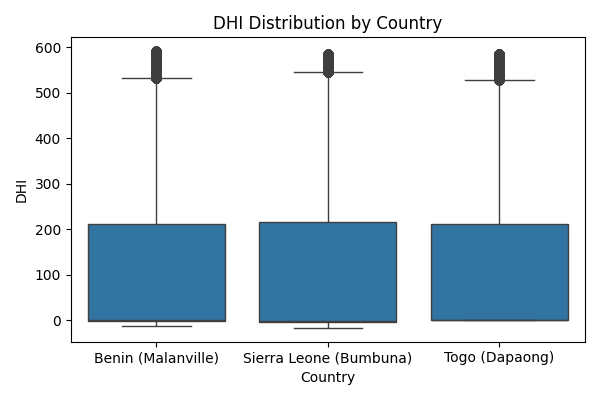 DHI Distribution by Country
600
500
400
300
200
100
0
DHI
Benin (Malanville)
Sierra Leone (Bumbuna)
Togo (Dapaong)
Country